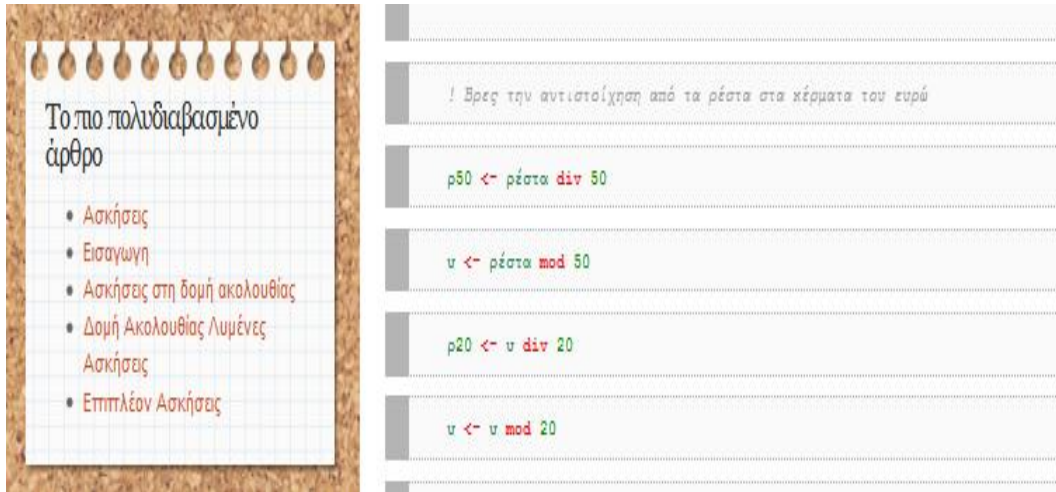 Το πιο πολυδιαβασμένο
άρθρο
Ασκήσεις
Εισαγωγη
Ασκήσεις στη δομή ακολουθίας
Δομή Ακολουθίας Λυμένες
Ασκήσεις
Επιπλέον Ασκήσεις
! Βρες την αντιστοίχηση από τα ρέστα στα κέρματα του ευρώ
ρ50 <- ρέστα div 50
υ <- ρέστα mod 50
ρ20 <- υ div 20
υ <- υ mod 20